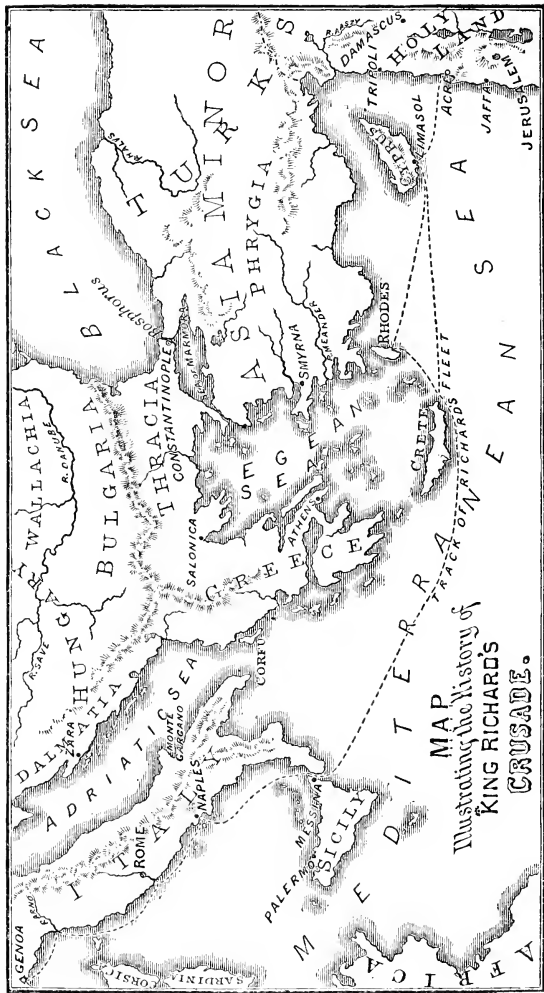 MAP
Illustrating the History of
KING RICHARD'S
CRUSADE.
BLACK SEA
WALLACHIA
R. DANUBE
R. SAVE
HUNGARY
BULGARIA
DALMATIA
ZARA
ADRIATIC SEA
GENOA
ARNO
ITALY
ROME
NAPLES
MONTE
GARGANO
CORSICA
SARDINIA
PALERMO
MESSINA
SICILY
AFRICA
CORFU
GREECE
ATHENS
SALONICA
THRACIA
CONSTANTINOPLE
Bosphorus
MARMORA
AEGEAN
SEA
ASIA MINOR
TURKS
PHRYGIA
SMYRNA
MEANDER
RHODES
CRETE
TRACK OF RICHARDS FLEET
MEDITERRANEAN SEA
CYPRUS
LIMASOL
TRIPOLI
DAMASCUS
HOLY
LAND
ACRE
JAFFA
JERUSALEM